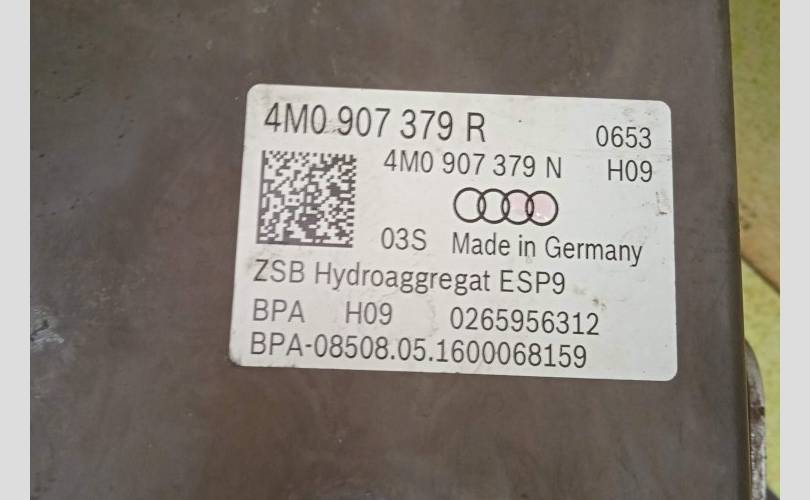 4M0 907 379 R 0653
4M0 907 379 N H09
03S Made in Germany
ZSB Hydroaggregat ESP9
BPA H09 0265956312
BPA-08508.05.1600068159